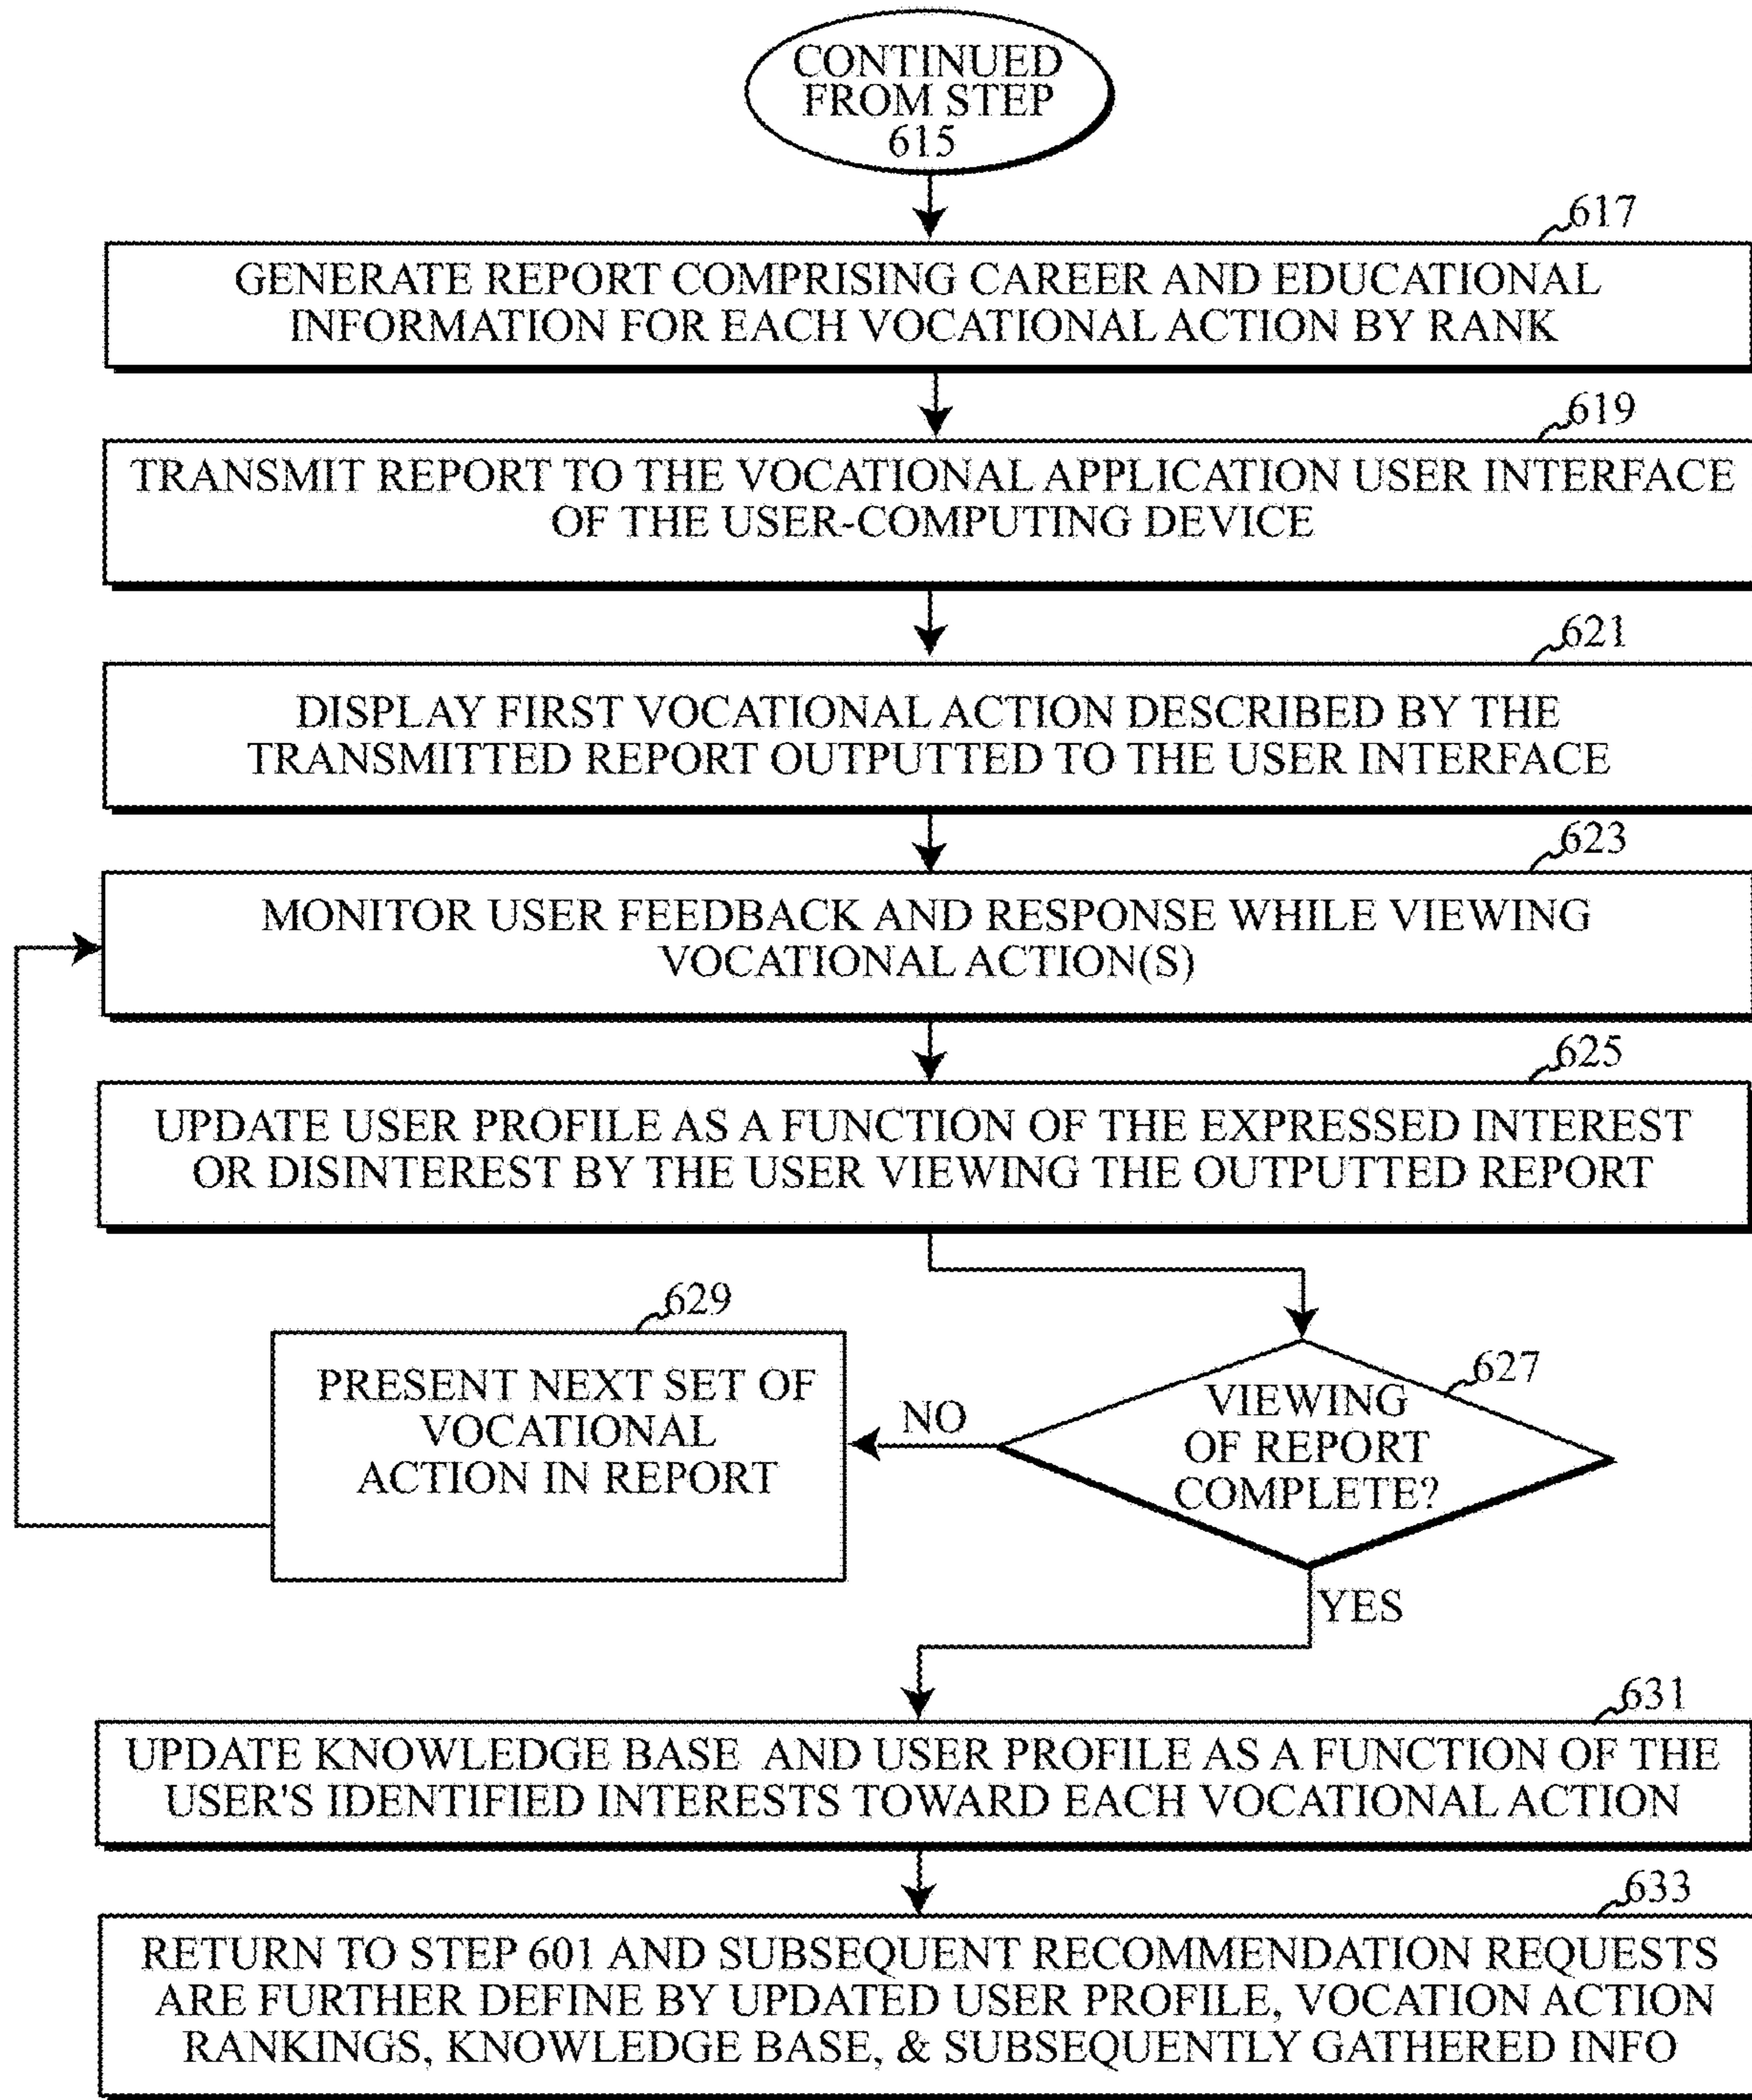 CONTINUED
FROM STEP
615
617
GENERATE REPORT COMPRISING CAREER AND EDUCATIONAL
INFORMATION FOR EACH VOCATIONAL ACTION BY RANK
619
TRANSMIT REPORT TO THE VOCATIONAL APPLICATION USER INTERFACE
OF THE USER-COMPUTING DEVICE
621
DISPLAY FIRST VOCATIONAL ACTION DESCRIBED BY THE
TRANSMITTED REPORT OUTPUTTED TO THE USER INTERFACE
623
MONITOR USER FEEDBACK AND RESPONSE WHILE VIEWING
VOCATIONAL ACTION(S)
625
UPDATE USER PROFILE AS A FUNCTION OF THE EXPRESSED INTEREST
OR DISINTEREST BY THE USER VIEWING THE OUTPUTTED REPORT
627
VIEWING
OF REPORT
COMPLETE?
NO
629
PRESENT NEXT SET OF
VOCATIONAL
ACTION IN REPORT
YES
631
UPDATE KNOWLEDGE BASE AND USER PROFILE AS A FUNCTION OF THE
USER'S IDENTIFIED INTERESTS TOWARD EACH VOCATIONAL ACTION
633
RETURN TO STEP 601 AND SUBSEQUENT RECOMMENDATION REQUESTS
ARE FURTHER DEFINE BY UPDATED USER PROFILE, VOCATION ACTION
RANKINGS, KNOWLEDGE BASE, & SUBSEQUENTLY GATHERED INFO